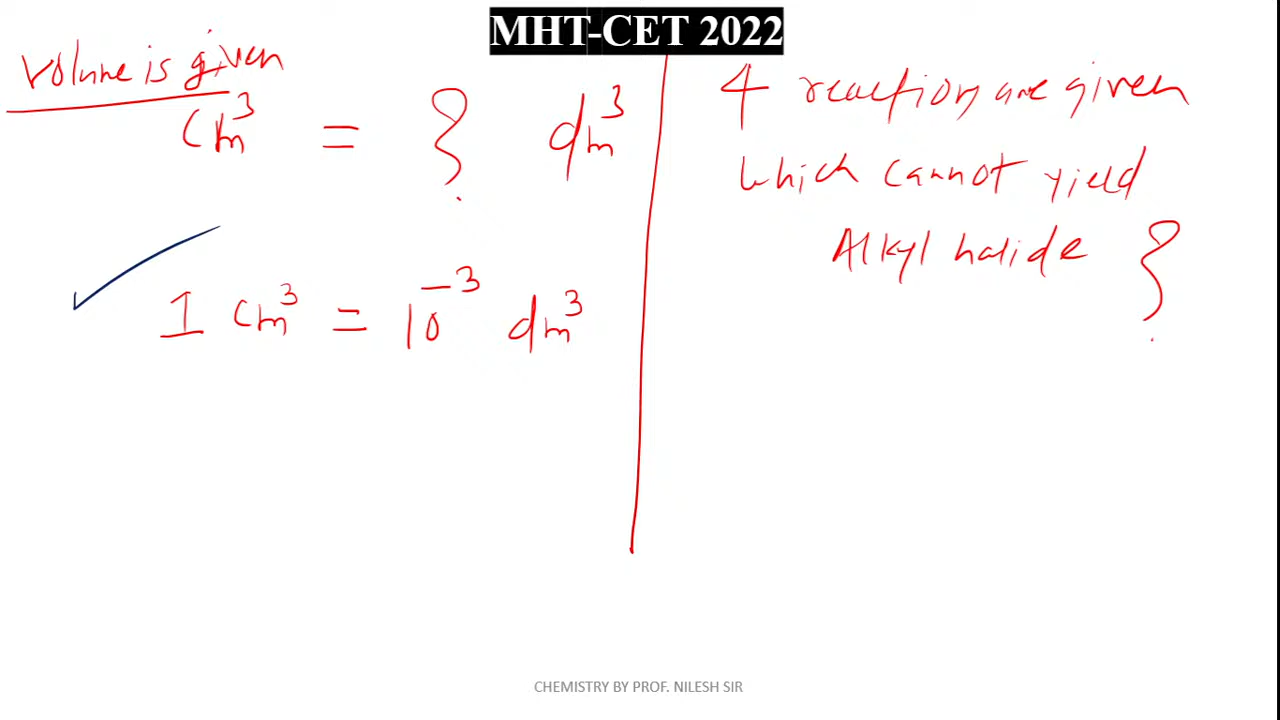 MHT-CET 2022
Volume is given
cm³ = ? dm³
1 cm³ = 10⁻³ dm³
4 reaction are given
which cannot yield
Alkyl halide ?
CHEMISTRY BY PROF. NILESH SIR